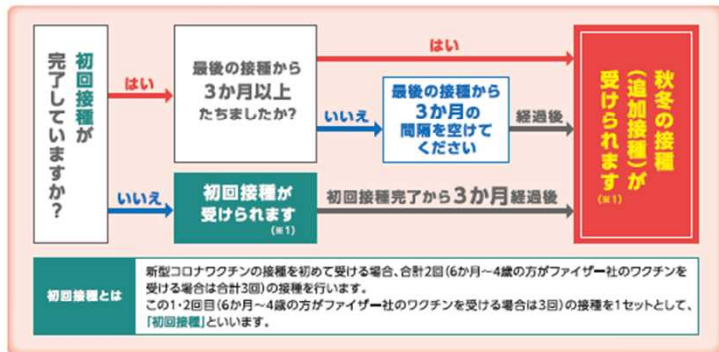 初回接種が
完了していますか?
はい
いいえ
最後の接種から
3か月以上
たちましたか?
はい
いいえ
最後の接種から
3か月の
間隔を空けて
ください
経過後
秋冬の接種
(追加接種)が
受けられます
(※1)
初回接種が
受けられます
(※1)
初回接種完了から3か月経過後
初回接種とは
新型コロナワクチンの接種を初めて受ける場合、合計2回(6か月~4歳の方がファイザー社のワクチンを
受ける場合は合計3回)の接種を行います。
この1・2回目(6か月~4歳の方がファイザー社のワクチンを受ける場合は3回)の接種を1セットとして、
「初回接種」といいます。